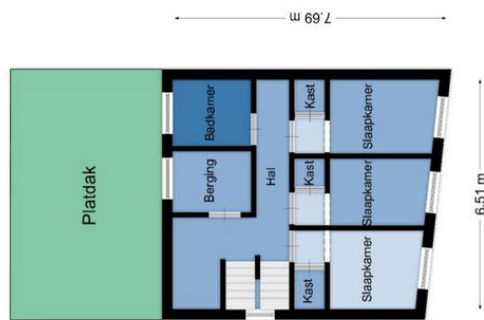 7.69 m
Platdak
Badkamer
Berging
Hal
Kast
Slaapkamer
Kast
Slaapkamer
Kast
Slaapkamer
6.51 m